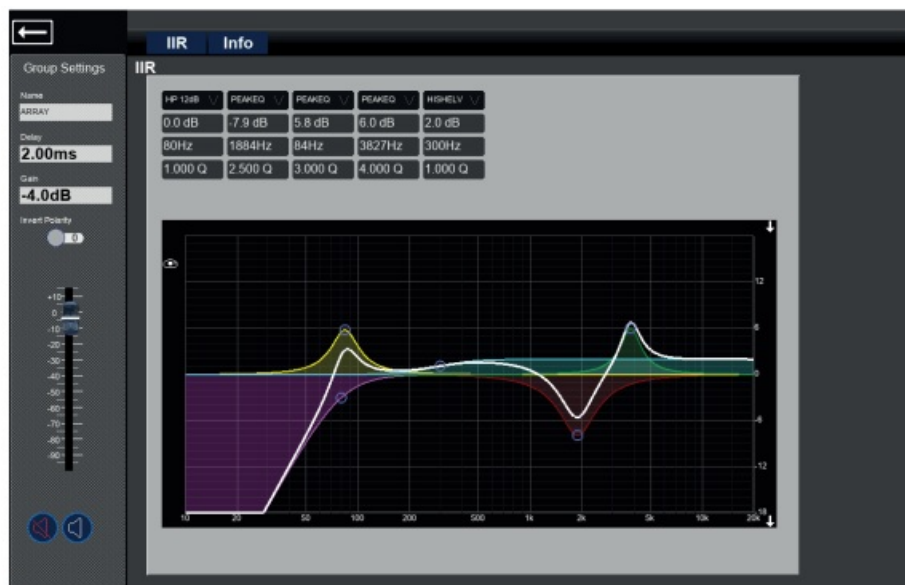 IIR Info
Group Settings
IIR
Name
ARRAY
Delay
2.00ms
Gain
-4.0dB
Invert Polarity
0
HP 12dB PEAKEQ PEAKEQ PEAKEQ HISHELV
0.0 dB -7.9 dB 5.8 dB 6.0 dB 2.0 dB
80Hz 1884Hz 84Hz 3827Hz 300Hz
1.000 Q 2.500 Q 3.000 Q 4.000 Q 1.000 Q
+10
0
-10
-20
-30
-40
-50
-60
-70
-80
-90
12
6
0
-6
-12
-18
10 20 50 100 200 500 1k 2k 5k 10k 20k